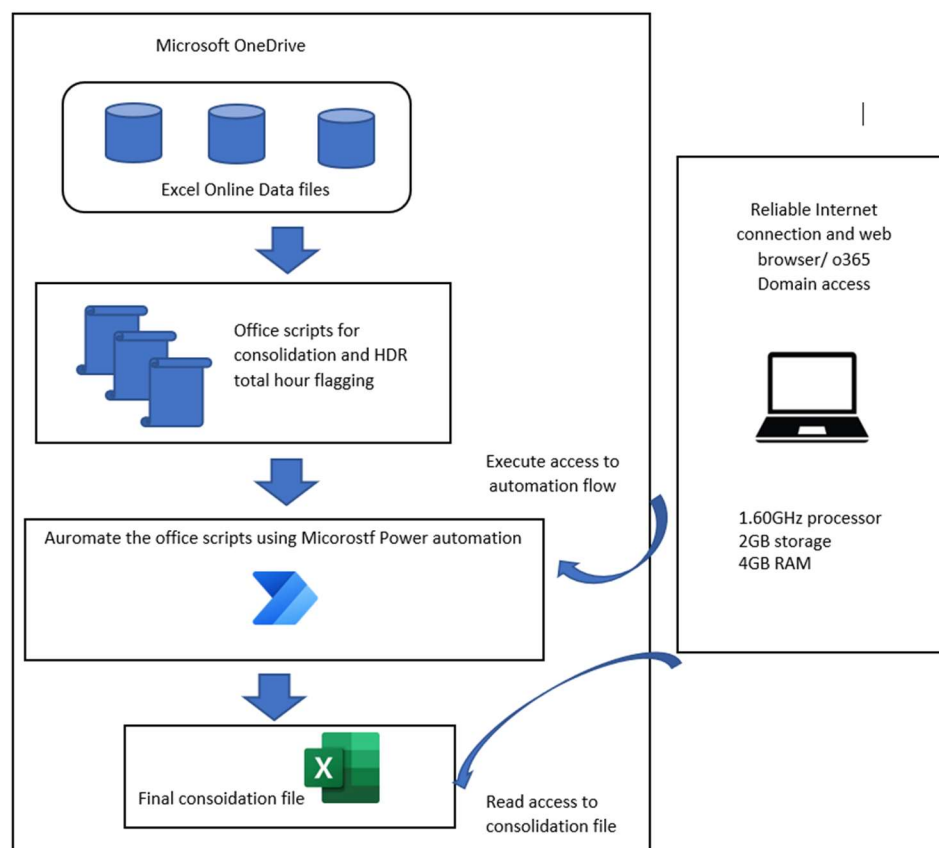 Microsoft OneDrive
Excel Online Data files
Office scripts for
consolidation and HDR
total hour flagging
Execute access to
automation flow
Auromate the office scripts using Micorostf Power automation
X
Final consoidation file
Read access to
consolidation file
Reliable Internet
connection and web
browser/ o365
Domain access
1.60GHz processor
2GB storage
4GB RAM